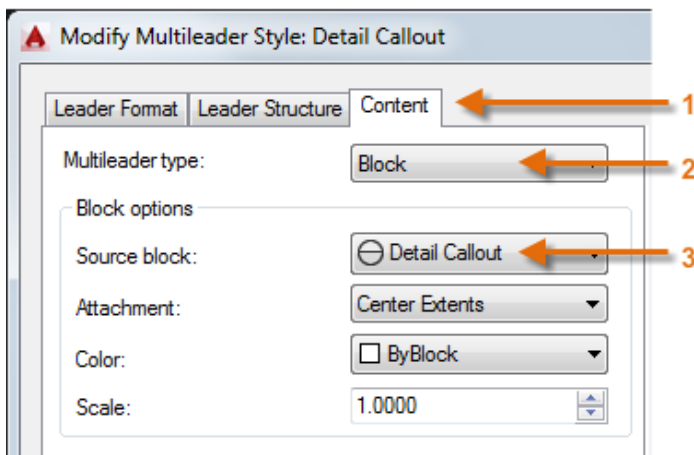 Modify Multileader Style: Detail Callout
Leader Format Leader Structure Content 1
Multileader type: Block 2
Block options
Source block: Detail Callout 3
Attachment: Center Extents
Color: ByBlock
Scale: 1.0000